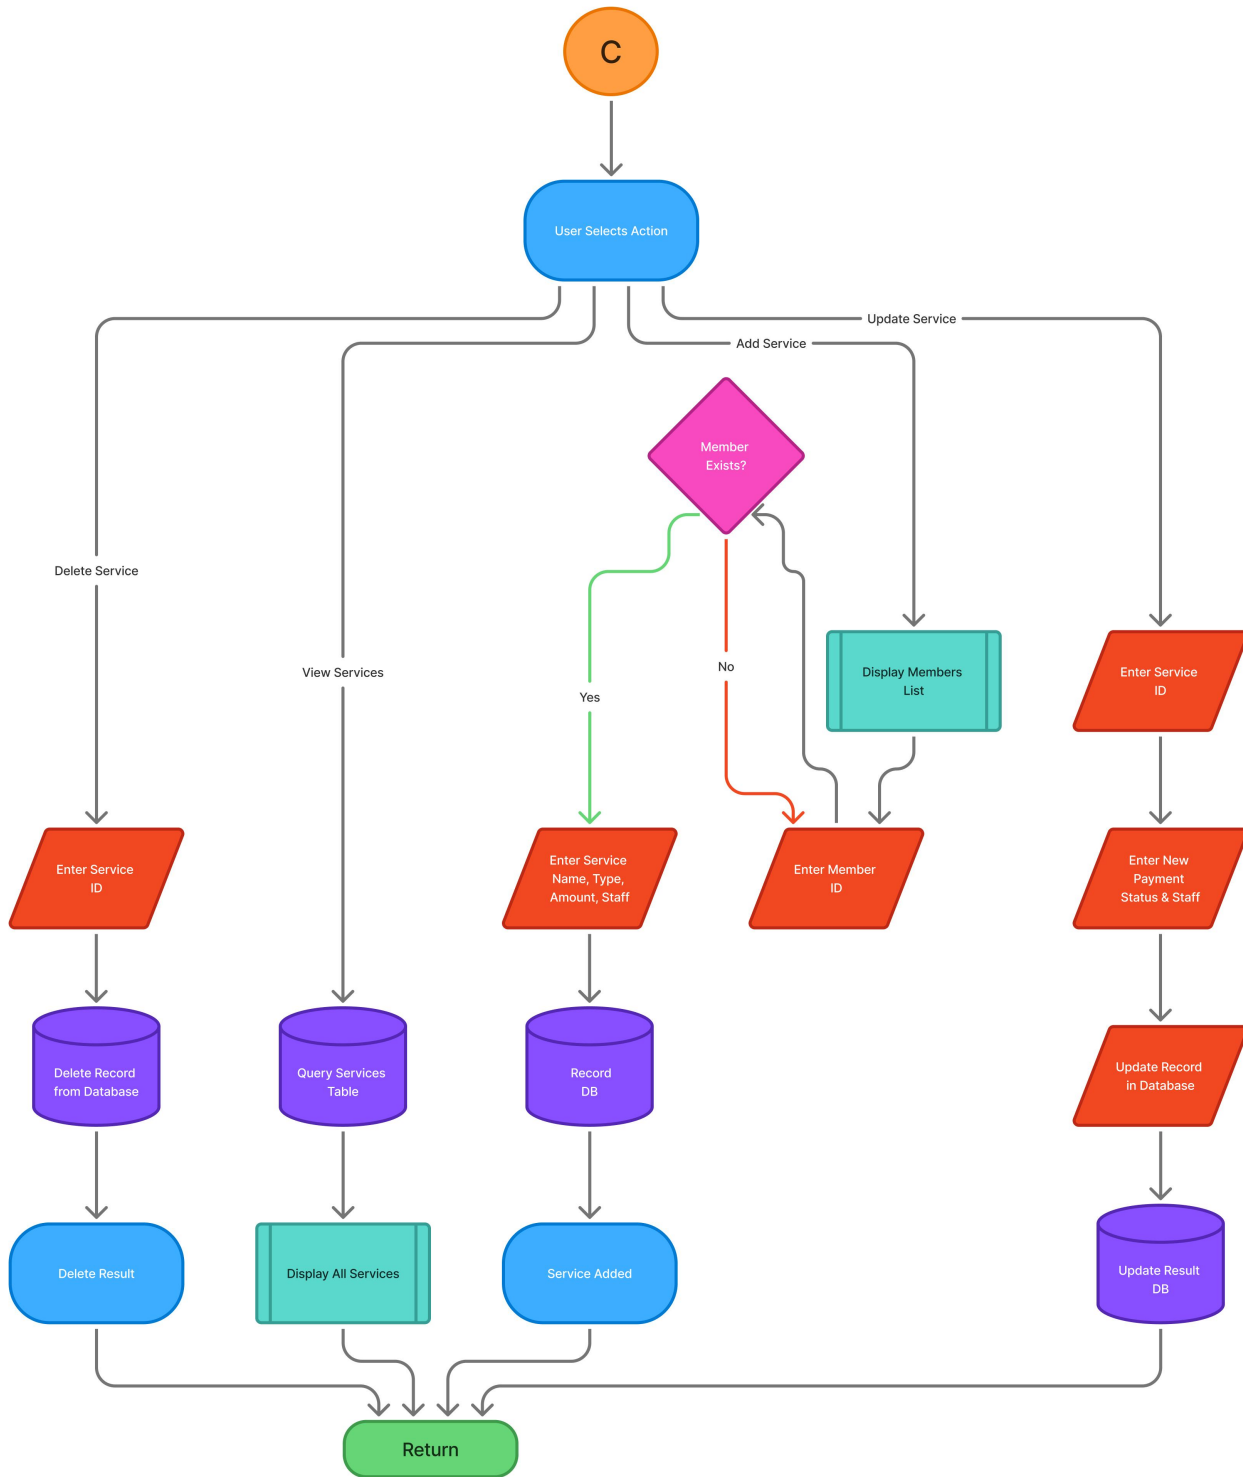 C
User Selects Action
Update Service
Add Service
Member
Exists?
Delete Service
View Services
Yes
No
Display Members
List
Enter Service
ID
Enter Service
ID
Enter Service
Name, Type,
Amount, Staff
Enter Member
ID
Enter New
Payment
Status & Staff
Delete Record
from Database
Query Services
Table
Record
DB
Update Record
in Database
Delete Result
Display All Services
Service Added
Update Result
DB
Return